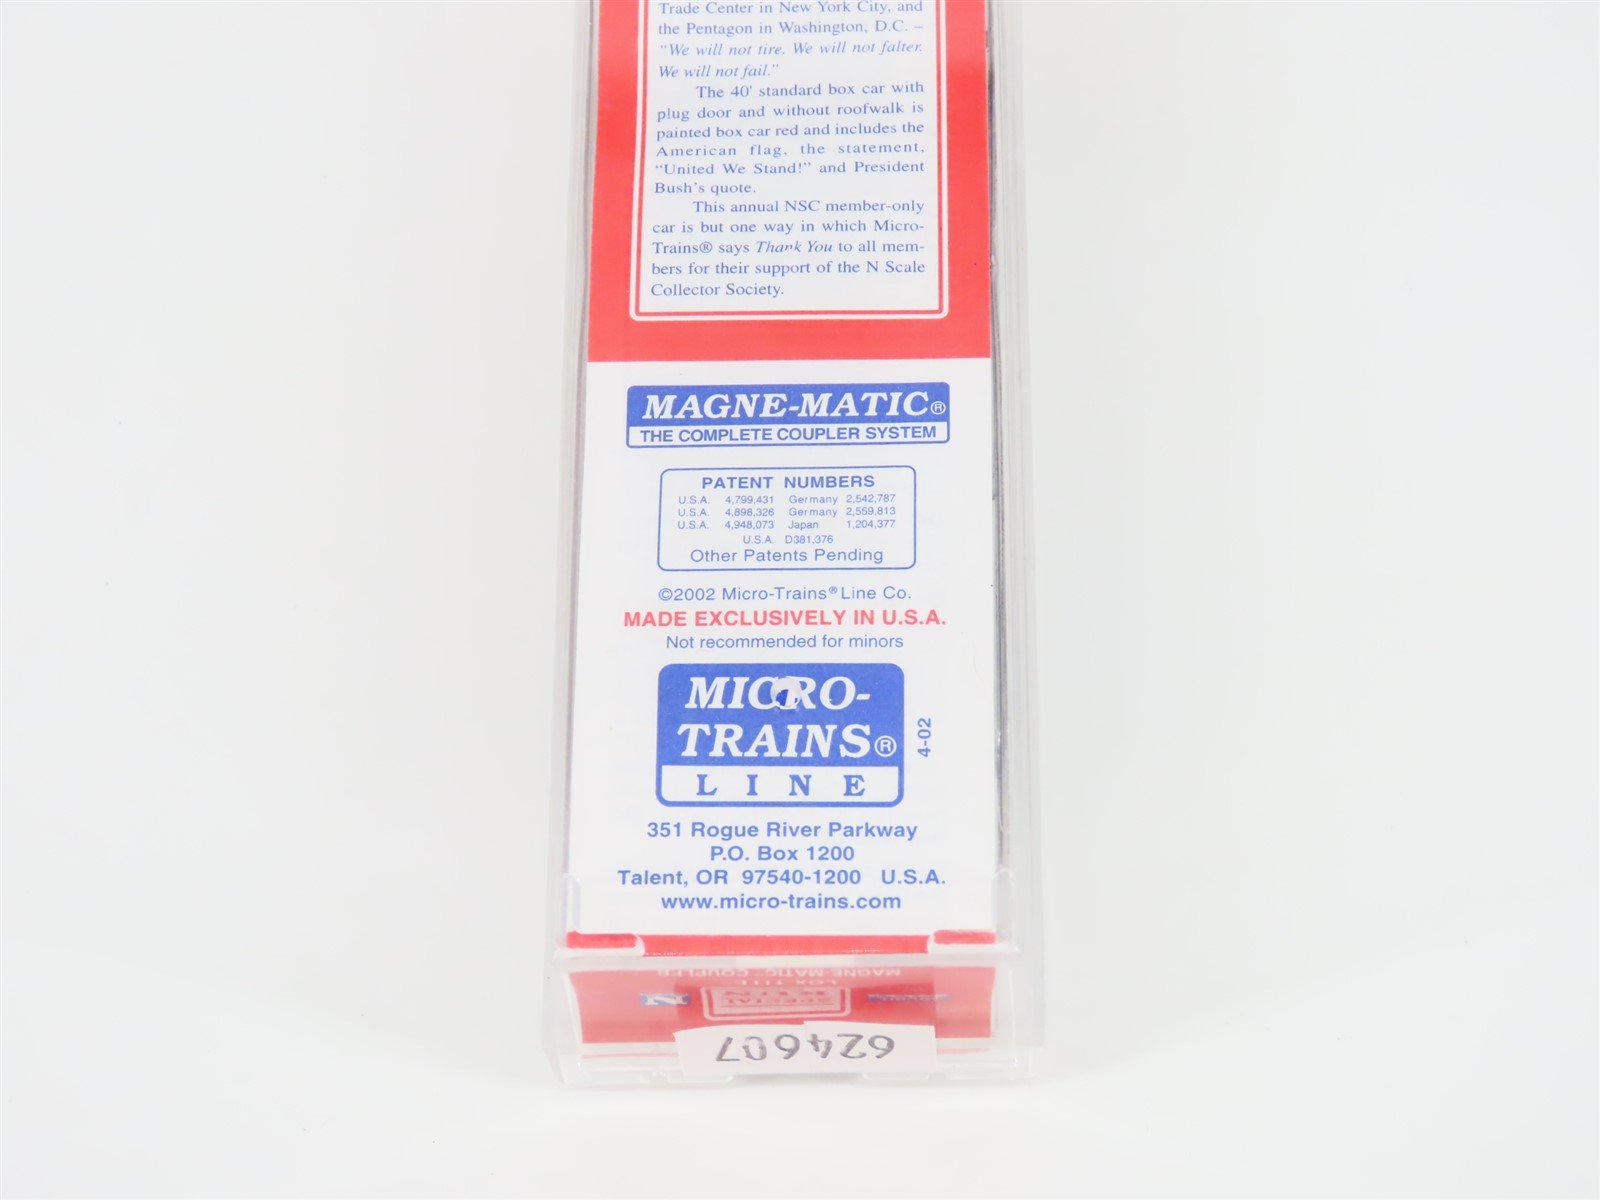 Trade Center in New York City, and
the Pentagon in Washington, D.C. –
"We will not tire. We will not falter.
We will not fail."
The 40' standard box car with
plug door and without roofwalk is
painted box car red and includes the
American flag, the statement,
"United We Stand!" and President
Bush's quote.
This annual NSC member-only
car is but one way in which Micro-
Trains® says Thank You to all mem-
bers for their support of the N Scale
Collector Society.
MAGNE-MATIC®
THE COMPLETE COUPLER SYSTEM
PATENT NUMBERS
U.S.A. 4,799,431 Germany 2,542,787
U.S.A. 4,898,326 Germany 2,559,813
U.S.A. 4,948,073 Japan 1,204,377
U.S.A. D381,376
Other Patents Pending
©2002 Micro-Trains® Line Co.
MADE EXCLUSIVELY IN U.S.A.
Not recommended for minors
MICRO-
TRAINS®
LINE
4-02
351 Rogue River Parkway
P.O. Box 1200
Talent, OR 97540-1200 U.S.A.
www.micro-trains.com
MAGNE-MATIC® COUPLER
SPECIAL
RUN
N
624607